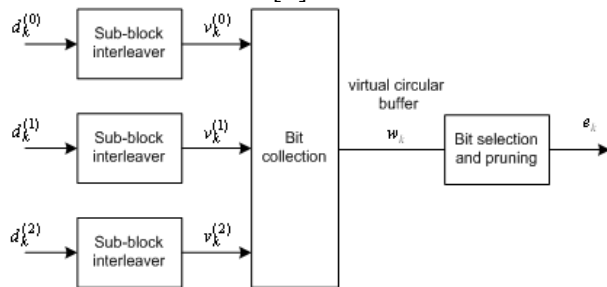 d_k^(0)
Sub-block
interleaver
v_k^(0)
d_k^(1)
Sub-block
interleaver
v_k^(1)
Bit
collection
virtual circular
buffer
w_k
Bit selection
and pruning
e_k
d_k^(2)
Sub-block
interleaver
v_k^(2)